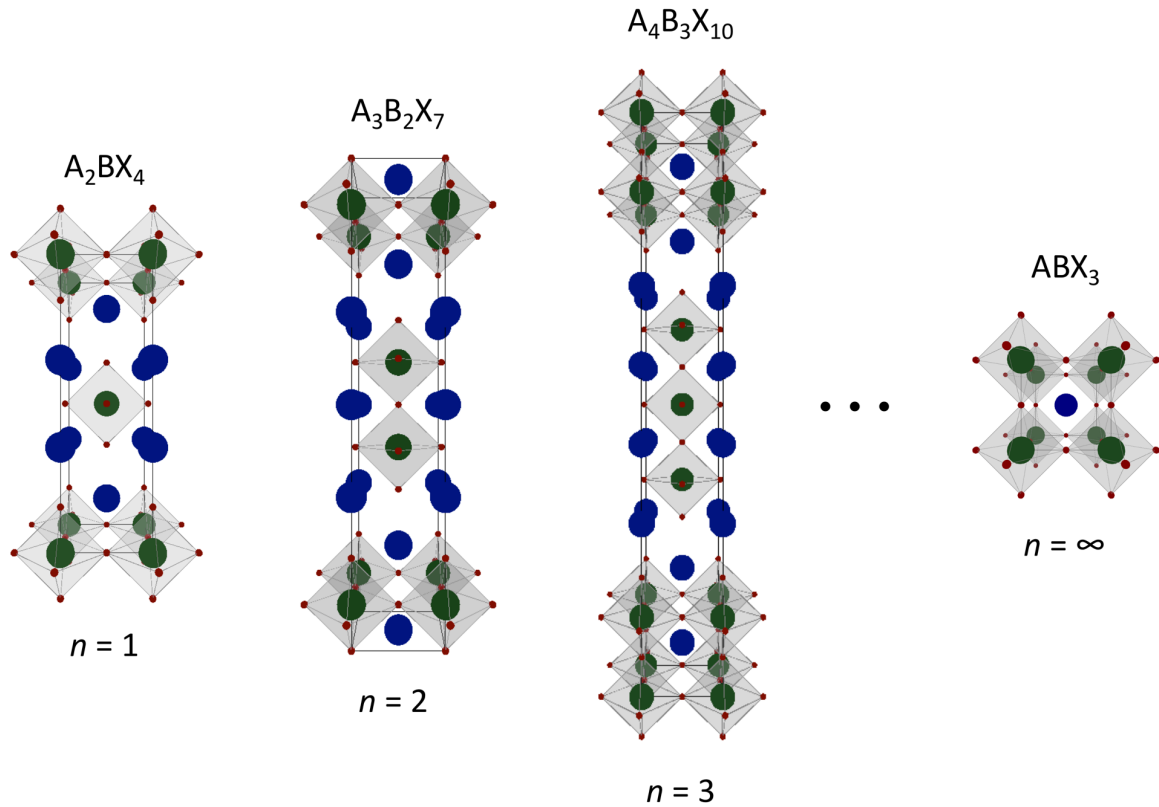 A₂BX₄
n = 1
A₃B₂X₇
n = 2
A₄B₃X₁₀
n = 3
• • •
ABX₃
n = ∞